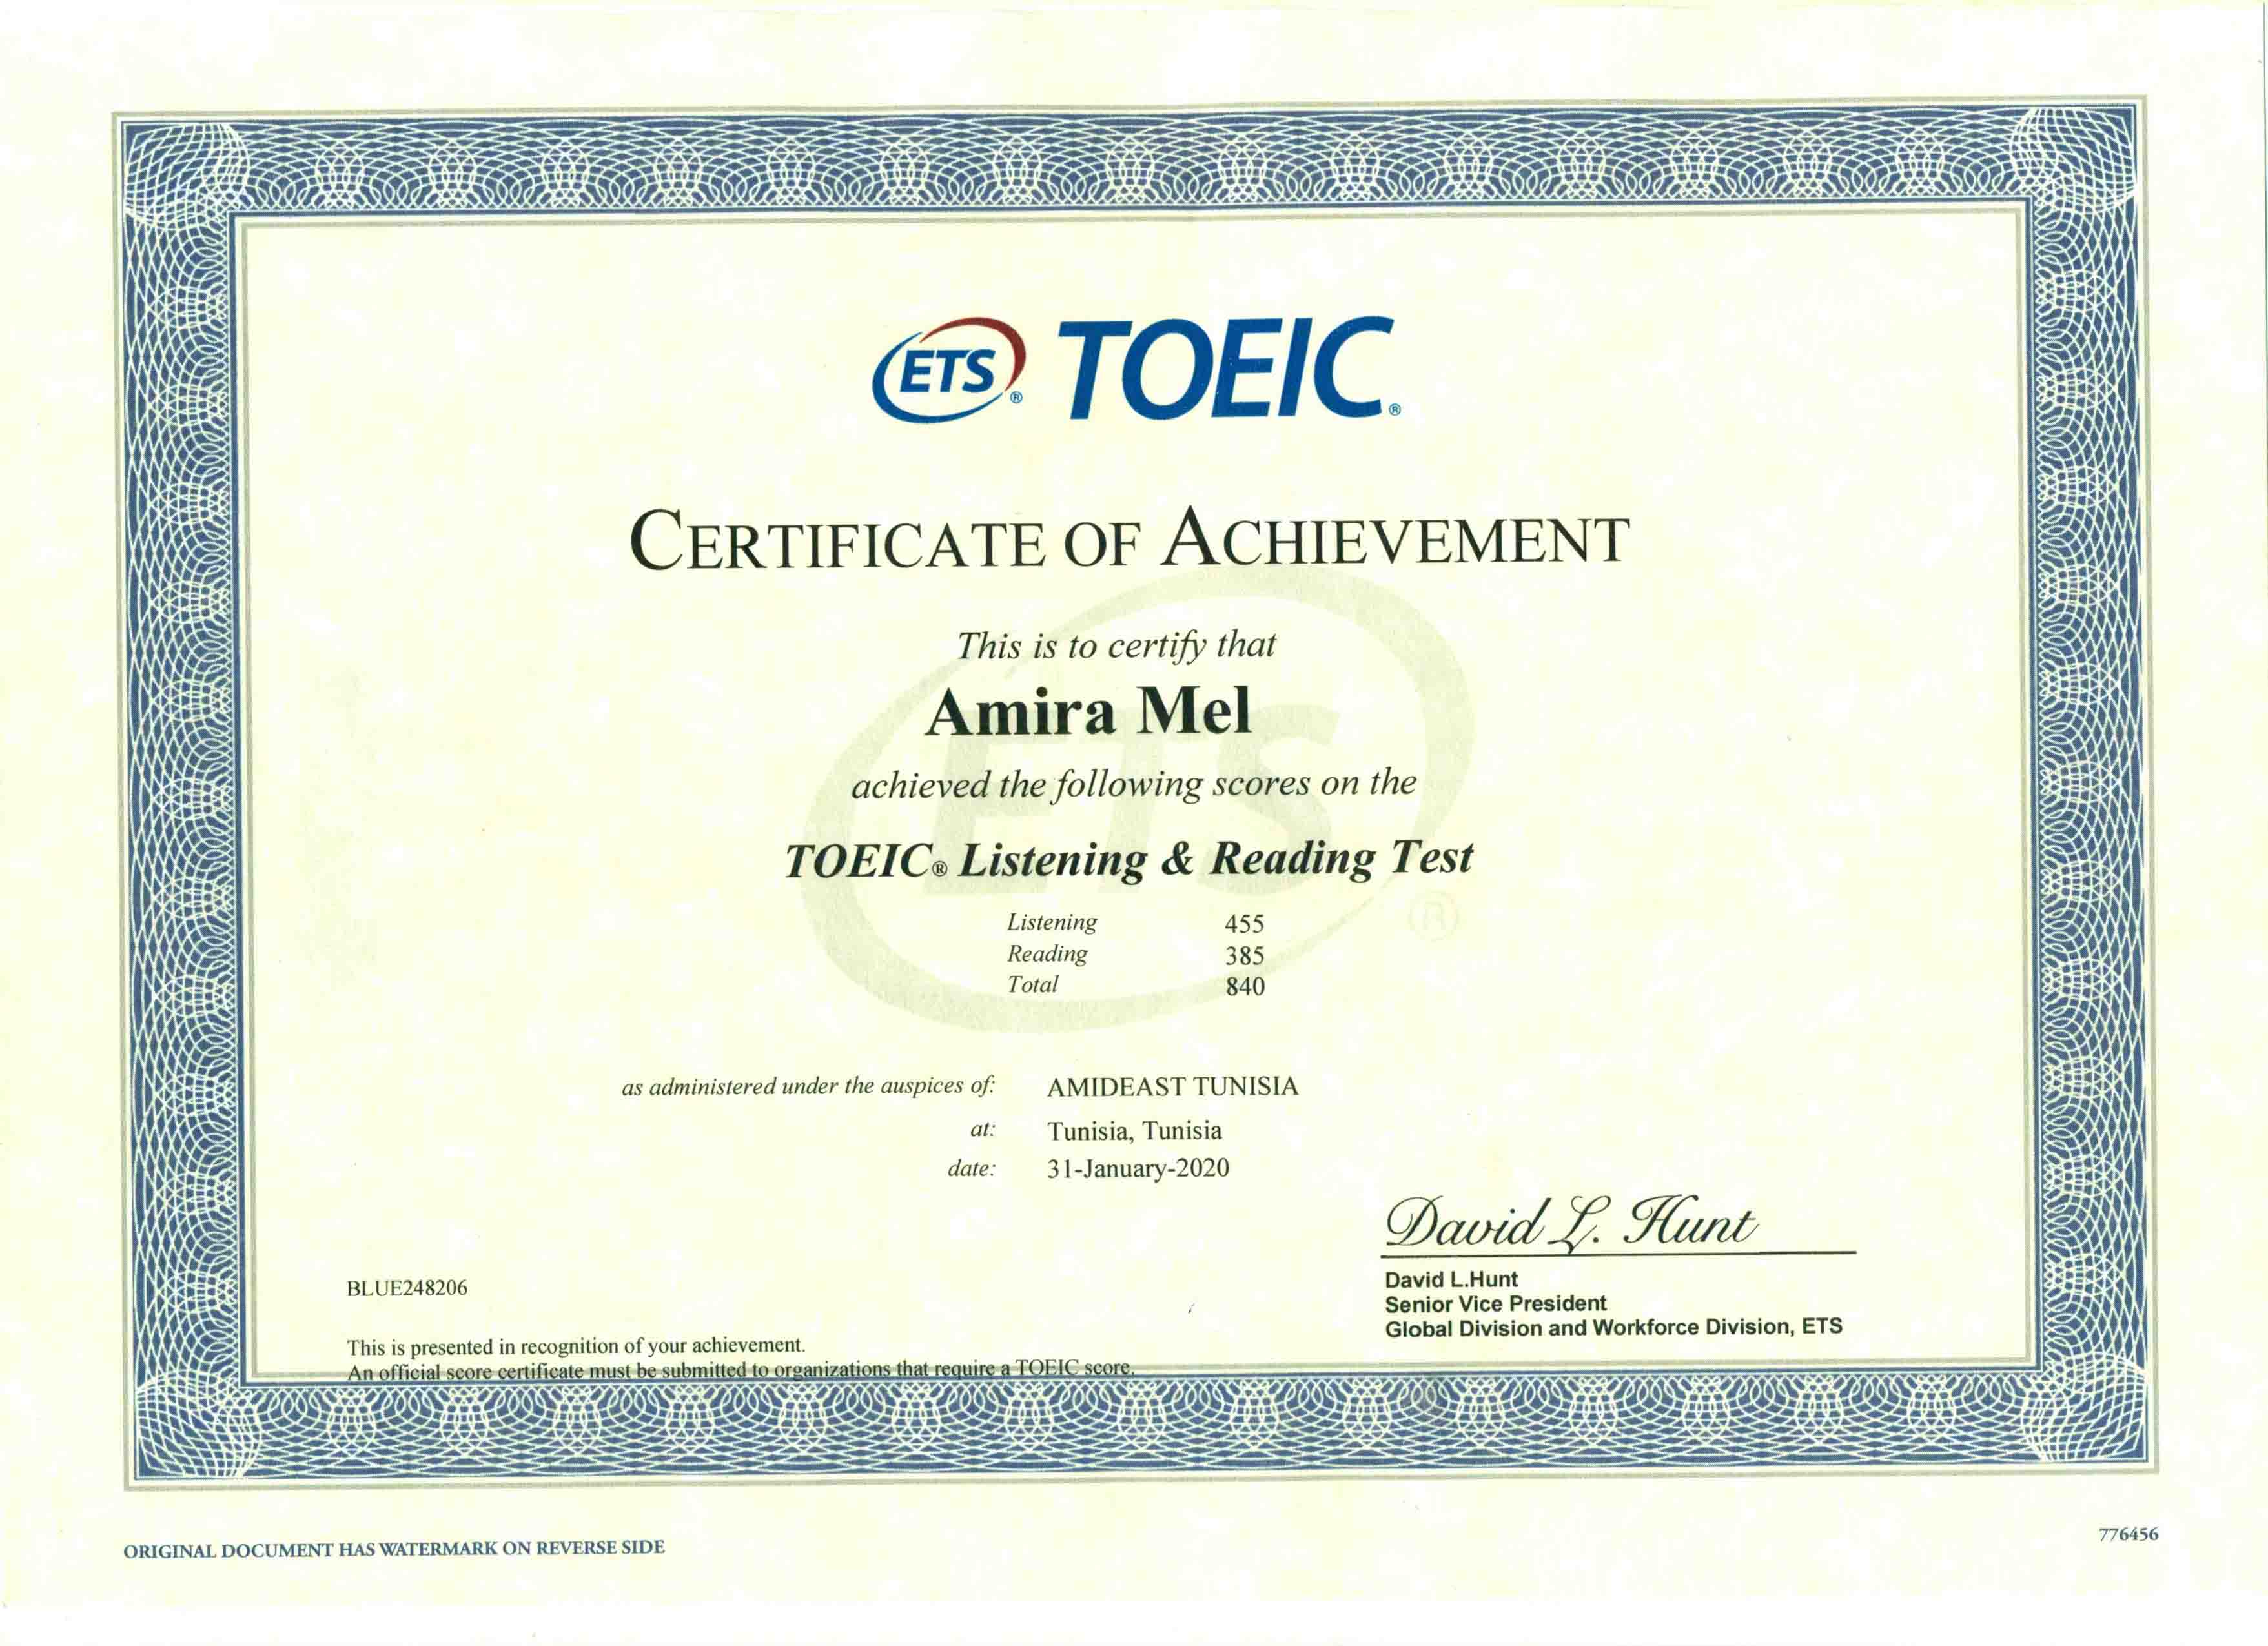 ETS® TOEIC®
CERTIFICATE OF ACHIEVEMENT
This is to certify that
Amira Mel
achieved the following scores on the
TOEIC® Listening & Reading Test
Listening 455
Reading 385
Total 840
as administered under the auspices of: AMIDEAST TUNISIA
at: Tunisia, Tunisia
date: 31-January-2020
David L. Hunt
David L.Hunt
Senior Vice President
Global Division and Workforce Division, ETS
BLUE248206
This is presented in recognition of your achievement.
An official score certificate must be submitted to organizations that require a TOEIC score.
ORIGINAL DOCUMENT HAS WATERMARK ON REVERSE SIDE
776456
ETS®